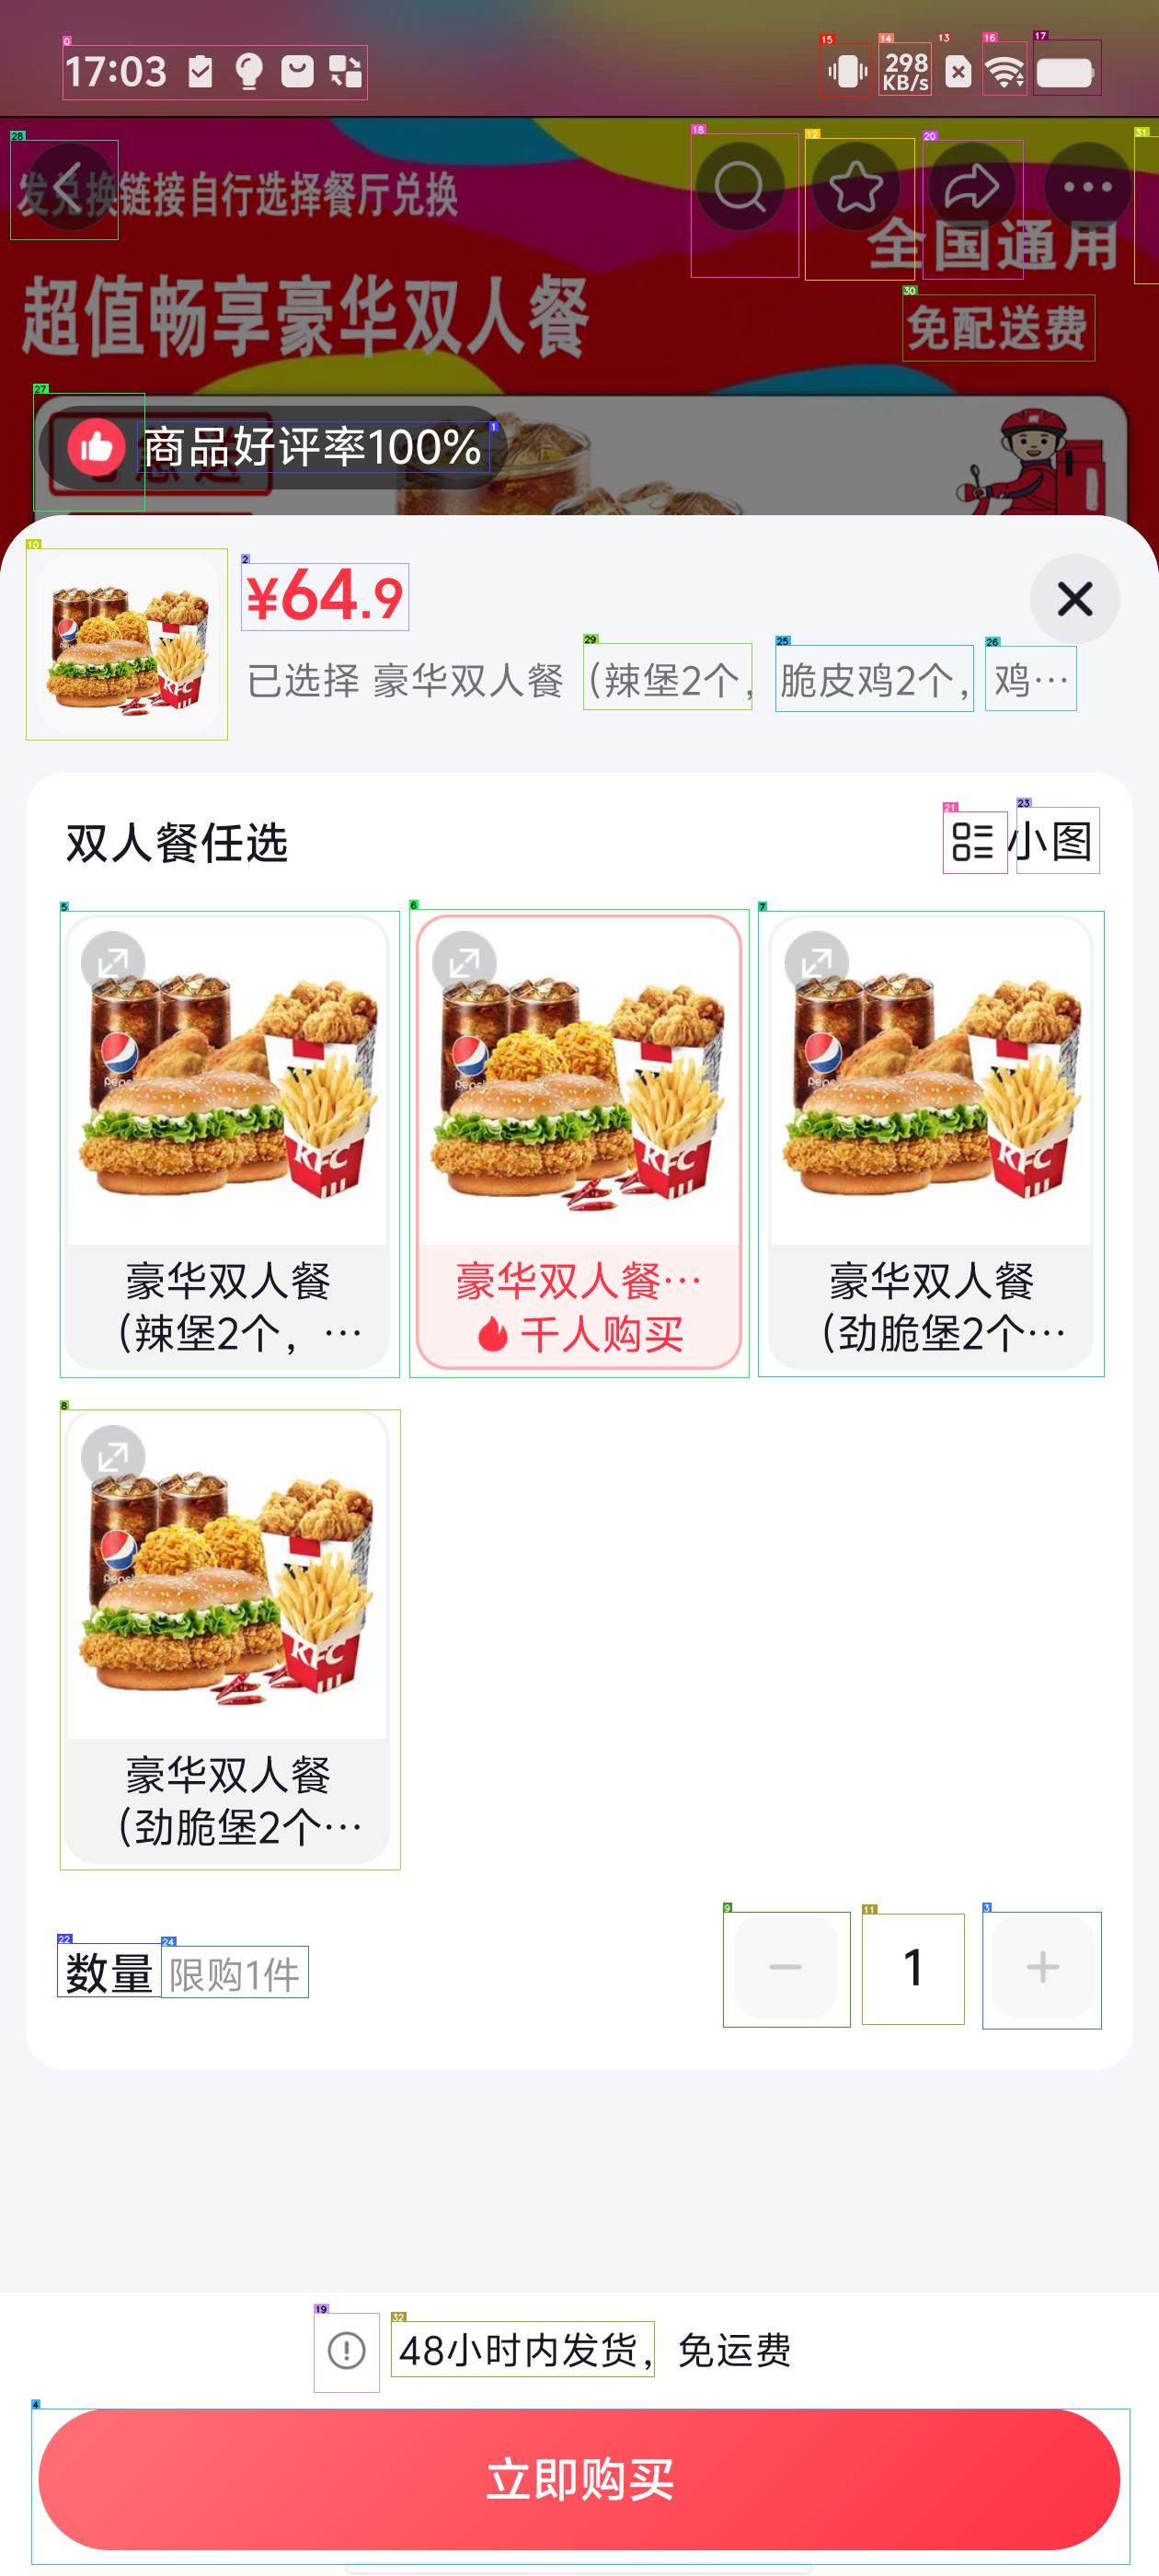 17:03
298 KB/s
发兑换链接自行选择餐厅兑换
全国通用
超值畅享豪华双人餐
免配送费
商品好评率100%
¥64.9
已选择 豪华双人餐（辣堡2个，脆皮鸡2个，鸡…
双人餐任选
小图
豪华双人餐
（辣堡2个，…
豪华双人餐…
千人购买
豪华双人餐
（劲脆堡2个…
豪华双人餐
（劲脆堡2个…
数量 限购1件
1
48小时内发货，免运费
立即购买